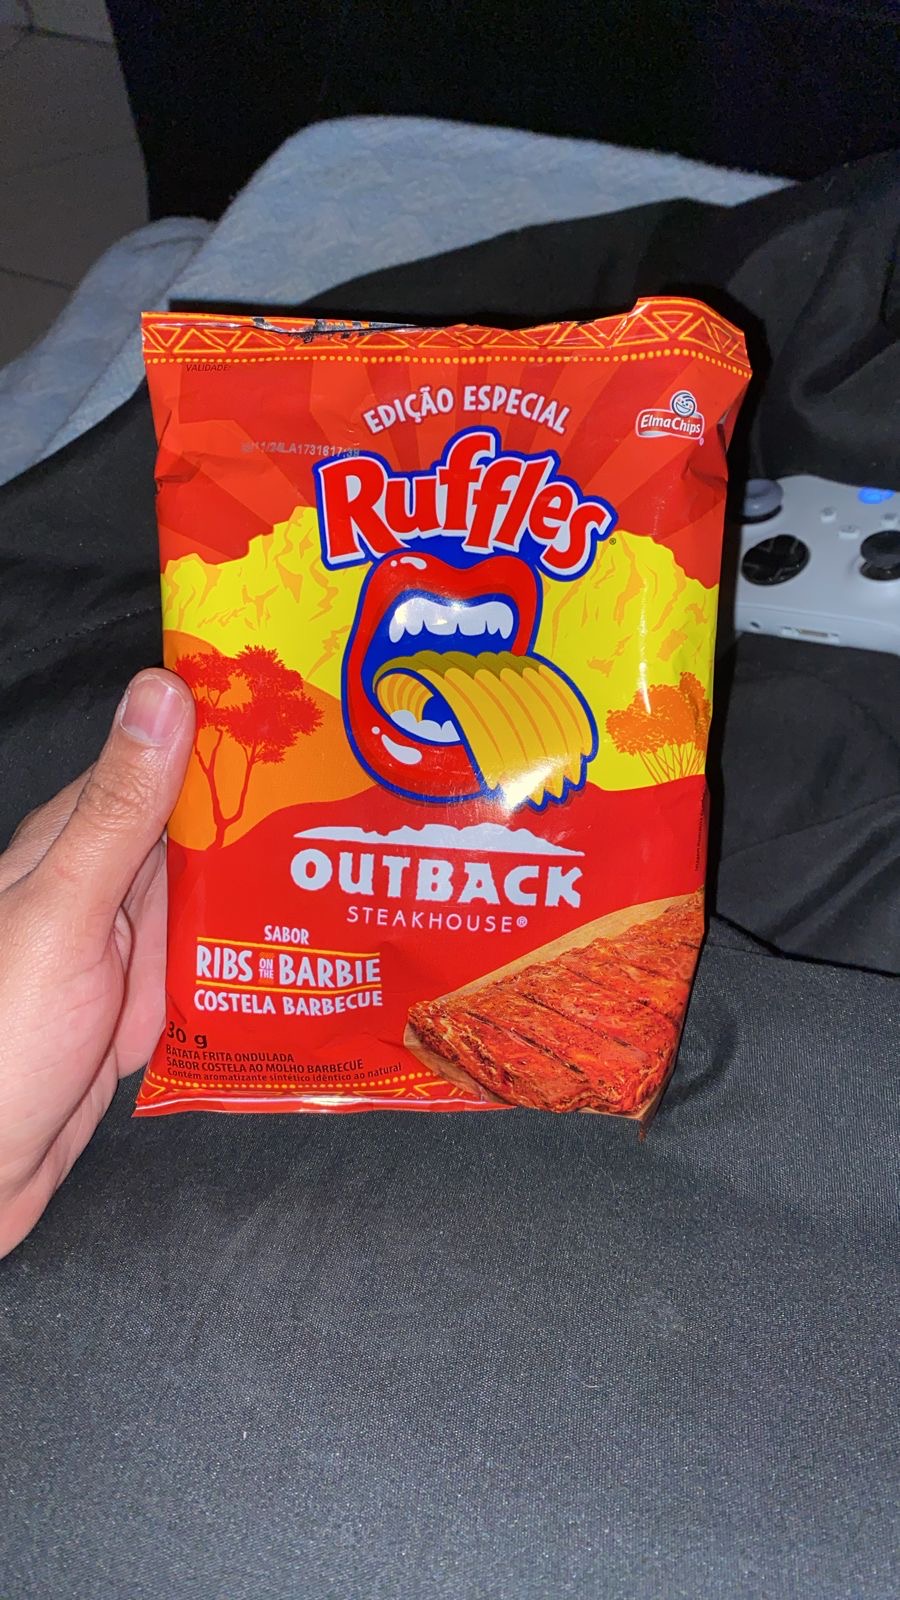 VALIDADE:
EDIÇÃO ESPECIAL
Elma Chips
Ruffles
OUTBACK
STEAKHOUSE®
SABOR
RIBS ON THE BARBIE
COSTELA BARBECUE
30 g
BATATA FRITA ONDULADA
SABOR COSTELA AO MOLHO BARBECUE
Contém aromatizante sintético idêntico ao natural